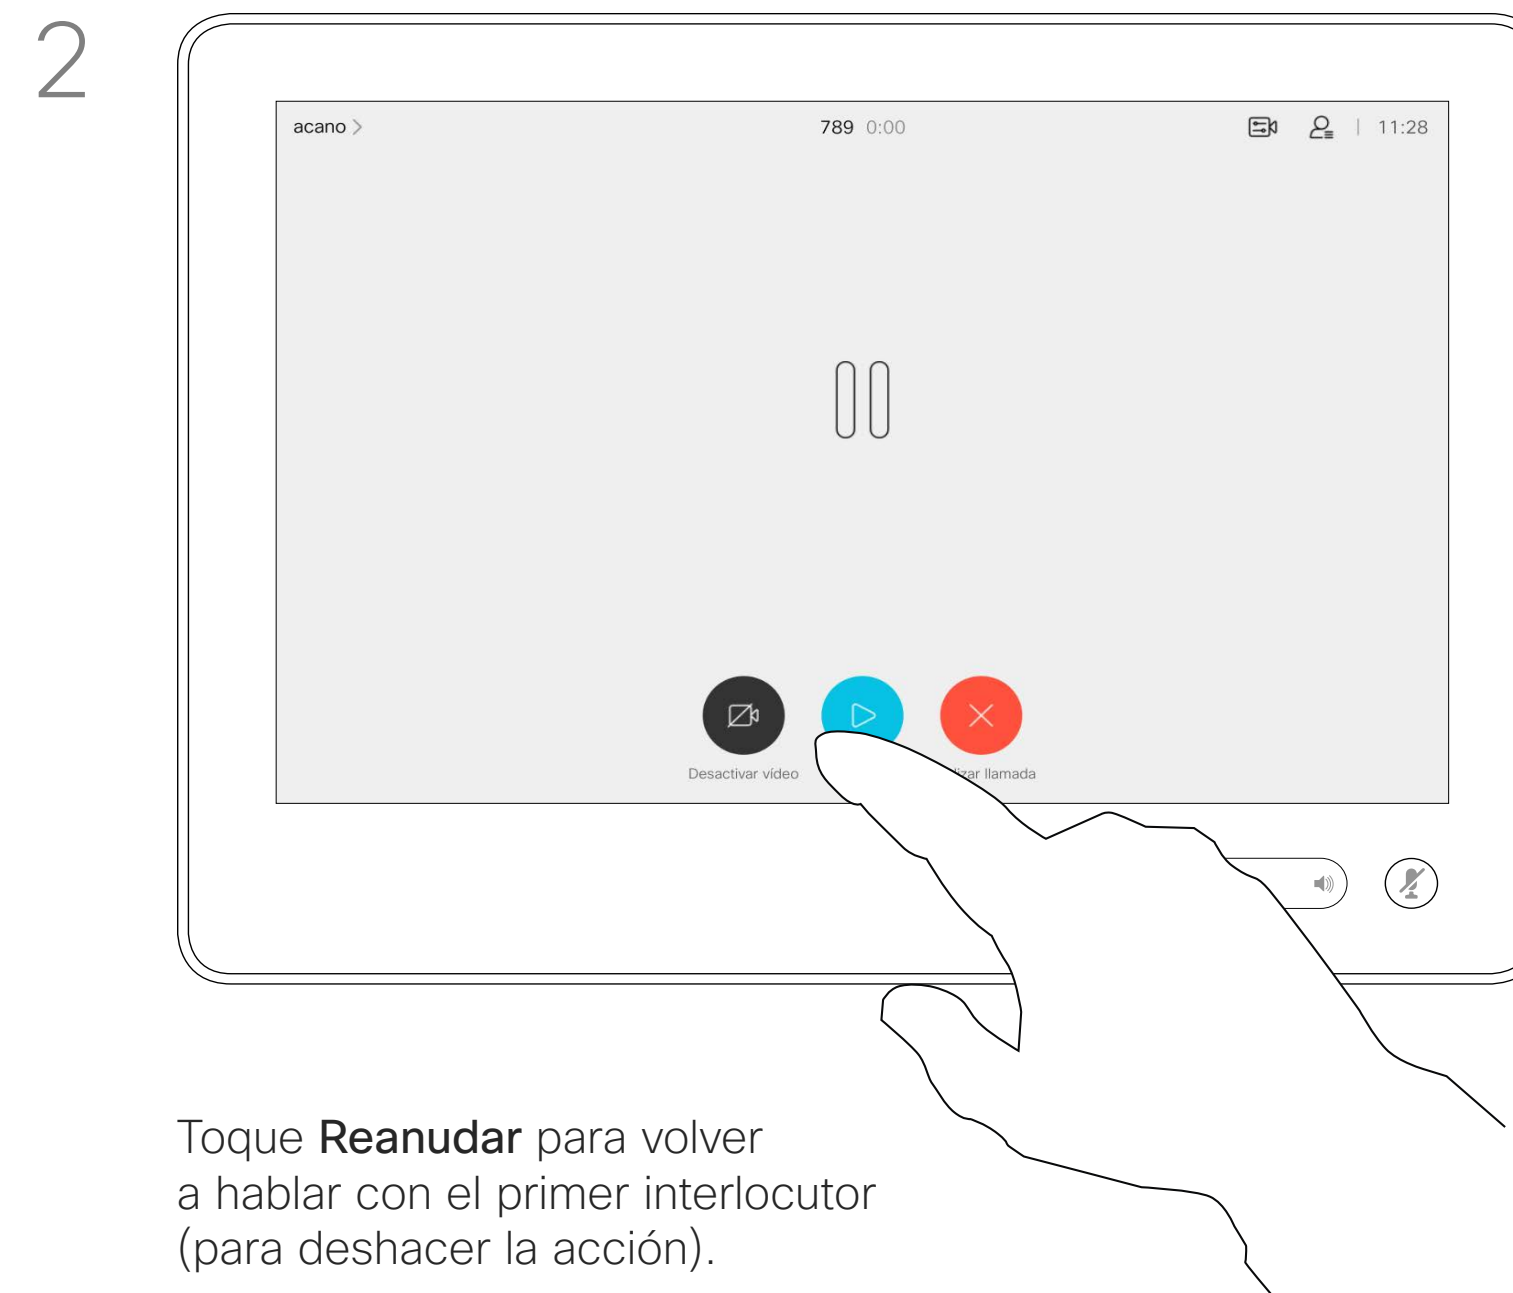 2
acano
789 0:00
11:28
Desactivar vídeo
llamada
Toque Reanudar para volver
a hablar con el primer interlocutor
(para deshacer la acción).